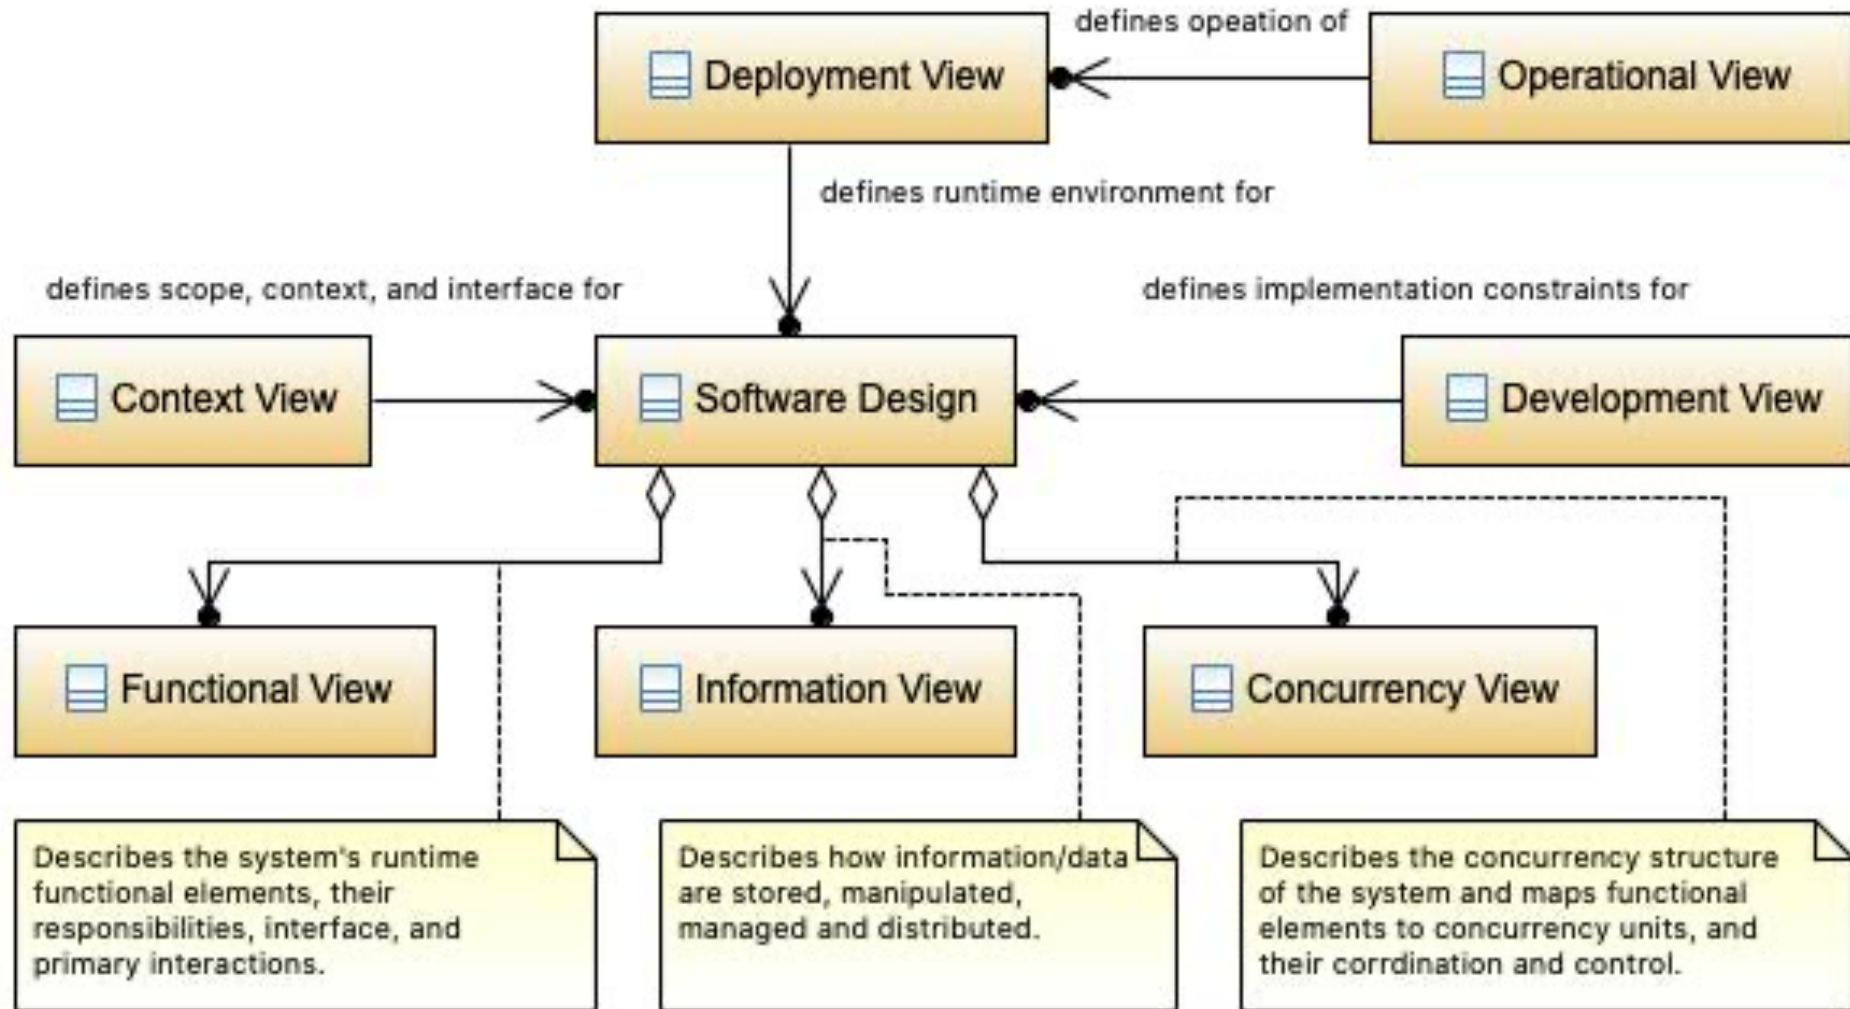 defines opeation of
Deployment View
Operational View
defines runtime environment for
defines scope, context, and interface for
defines implementation constraints for
Context View
Software Design
Development View
Functional View
Information View
Concurrency View
Describes the system's runtime
functional elements, their
responsibilities, interface, and
primary interactions.
Describes how information/data
are stored, manipulated,
managed and distributed.
Describes the concurrency structure
of the system and maps functional
elements to concurrency units, and
their corrdination and control.